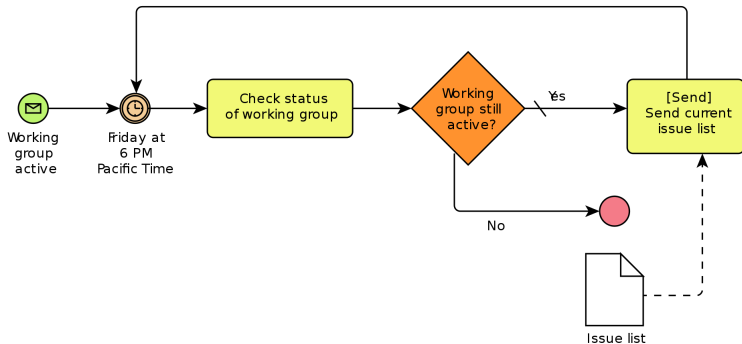 Working
group
active
Friday at
6 PM
Pacific Time
Check status
of working group
Working
group still
active?
Yes
[Send]
Send current
issue list
No
Issue list